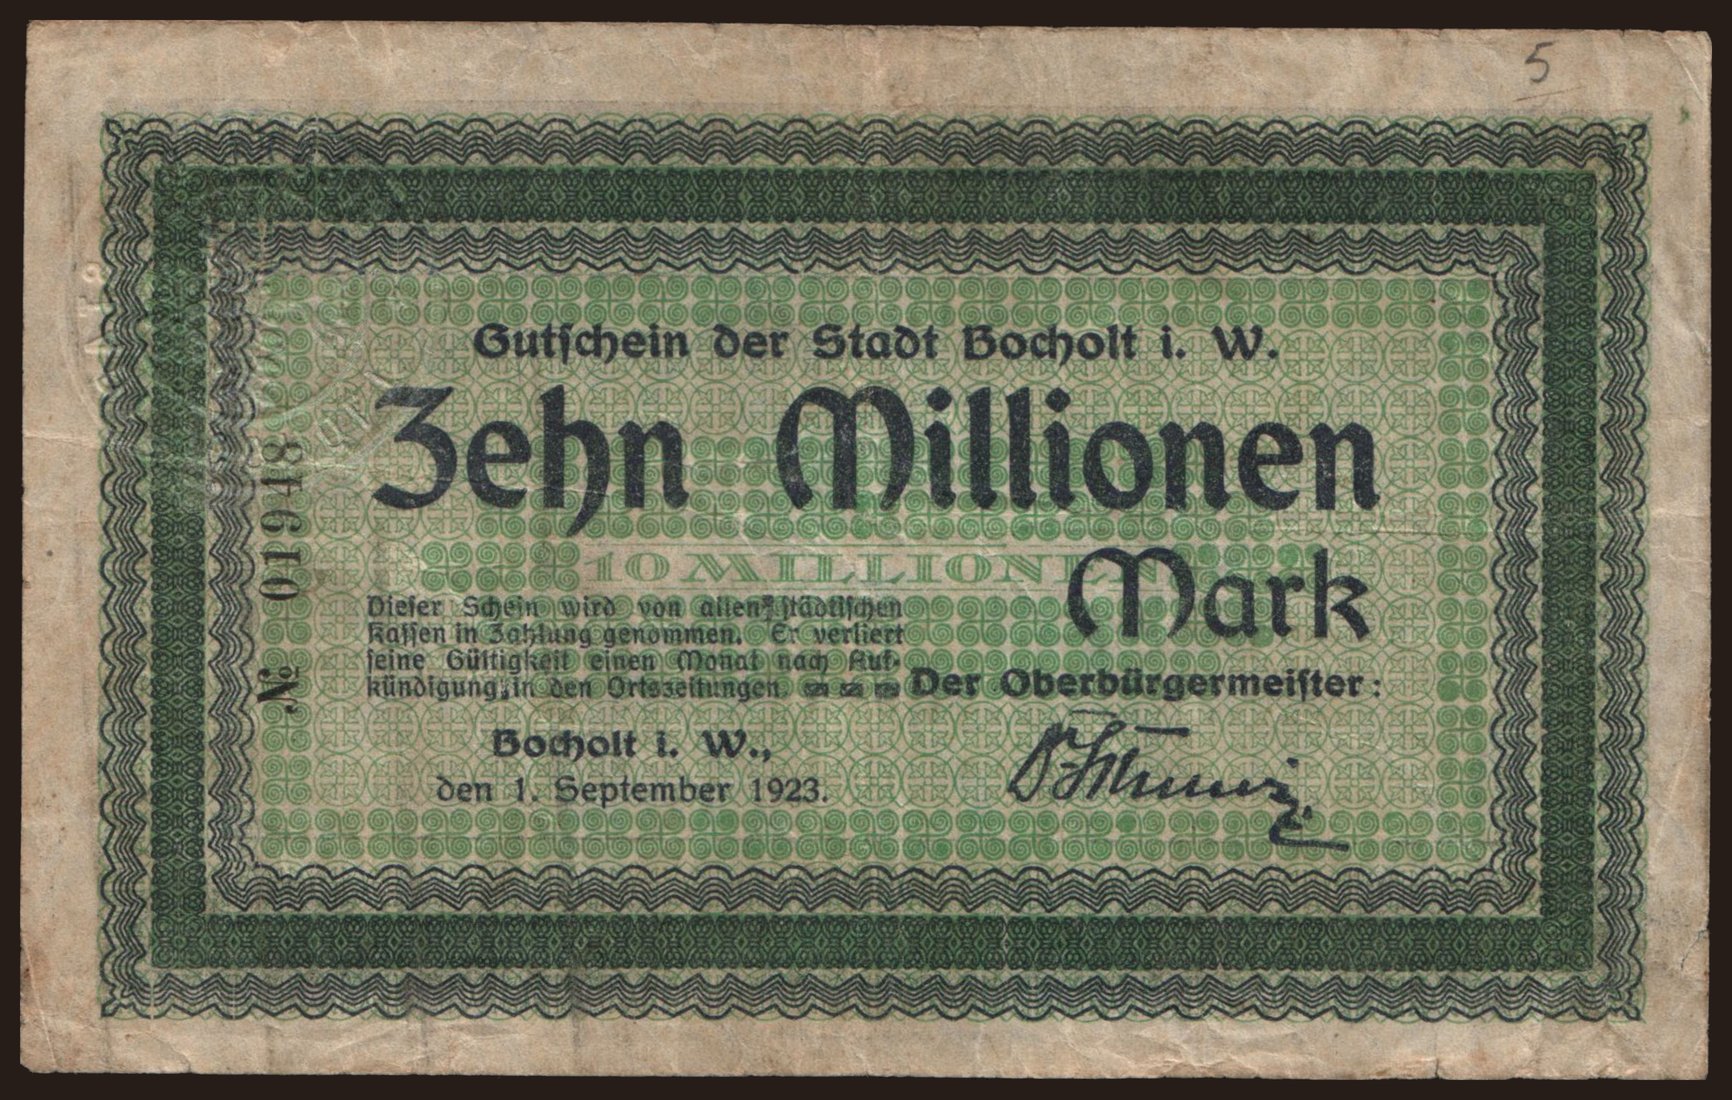 5
Gutschein der Stadt Bocholt i. W.
Zehn Millionen
10 MILLIONEN
Mark
Dieser Schein wird von allen städtischen
Kassen in Zahlung genommen. Er verliert
seine Gültigkeit einen Monat nach Auf-
kündigung in den Ortszeitungen
Der Oberbürgermeister:
Bocholt i. W.,
den 1. September 1923.
№ 019948